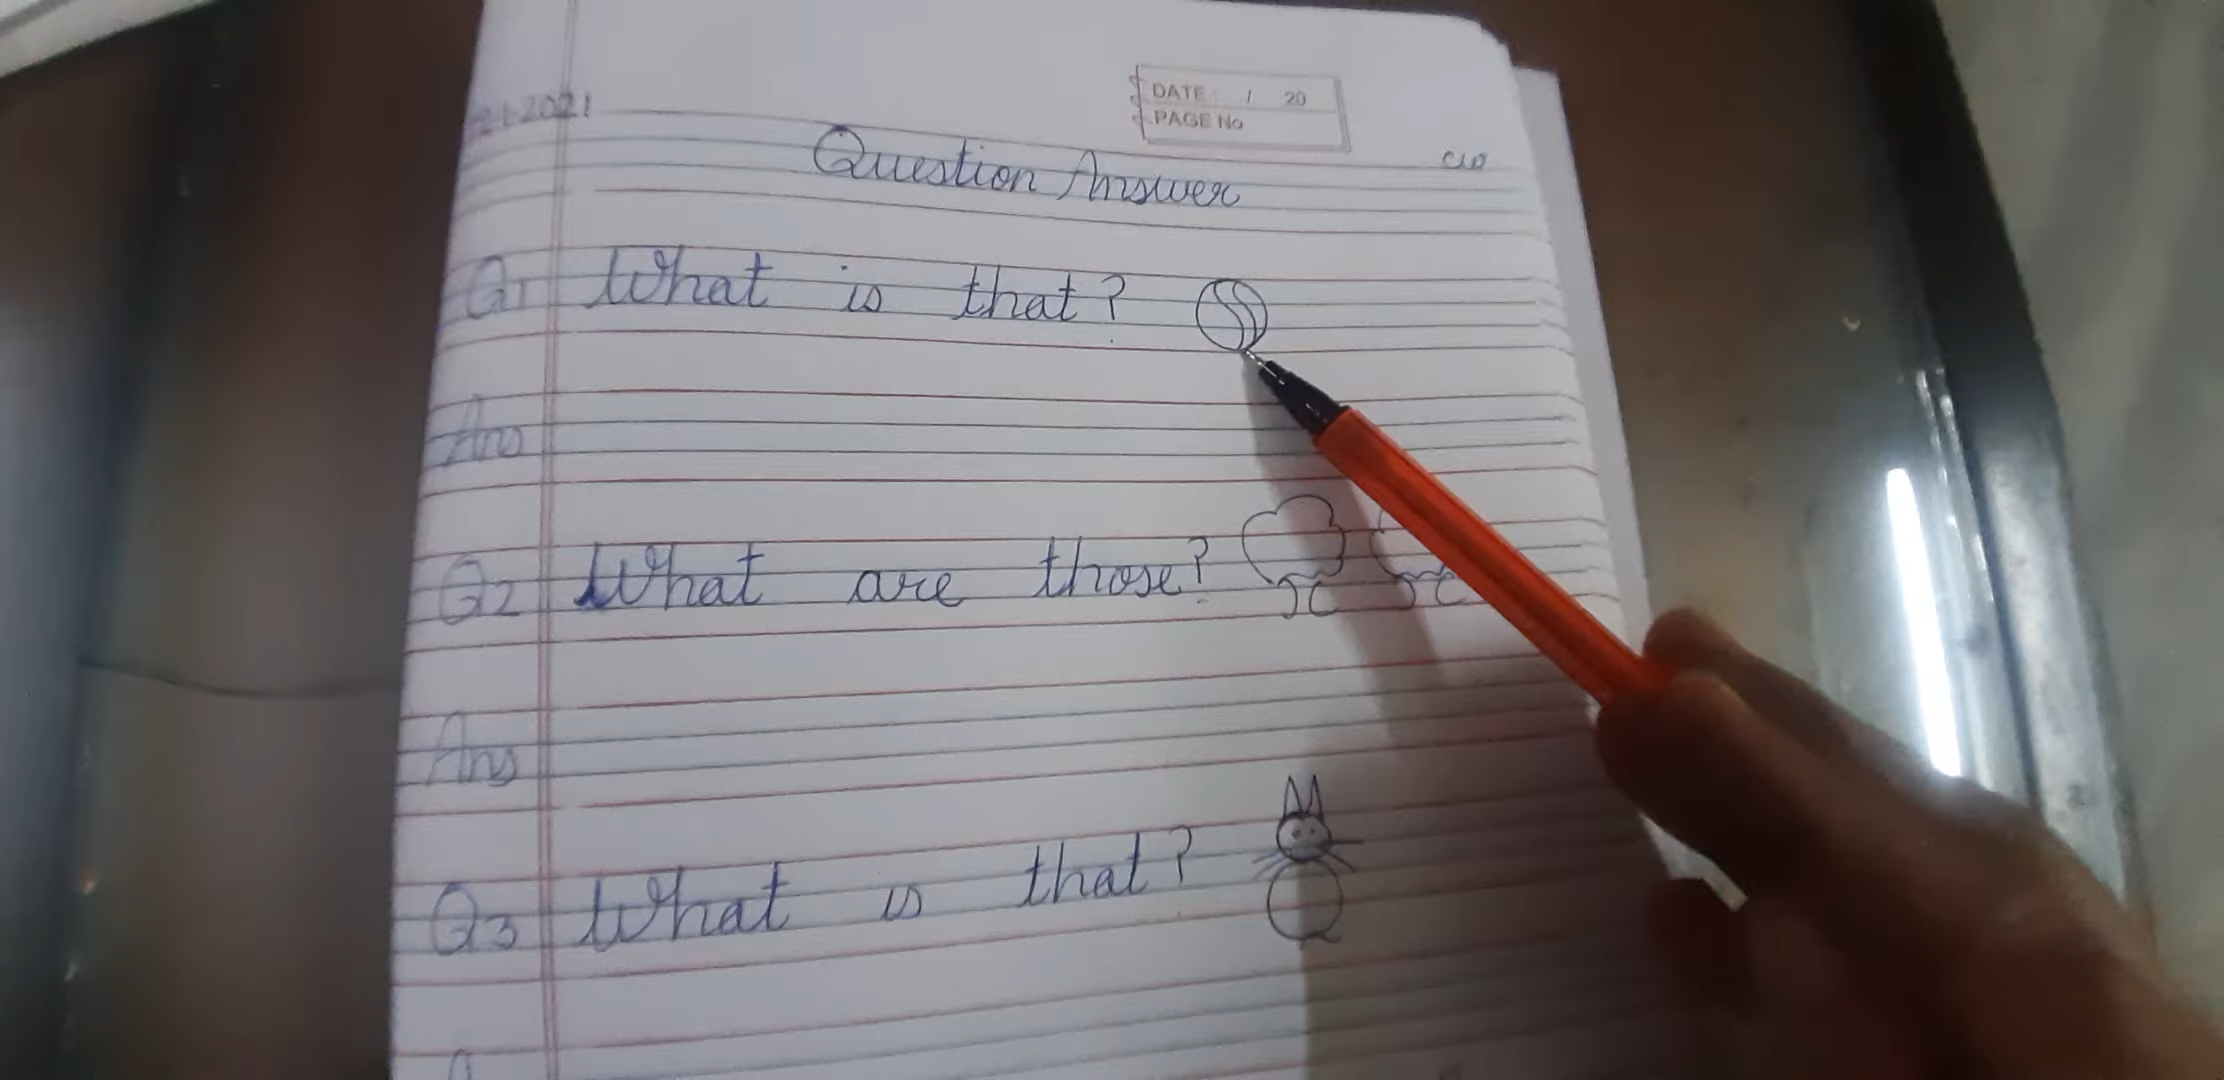 DATE / 20
PAGE No
21-2021
CW
Question Answer
Q1 What is that?
Ans
Q2 What are those?
Ans
Q3 What is that?